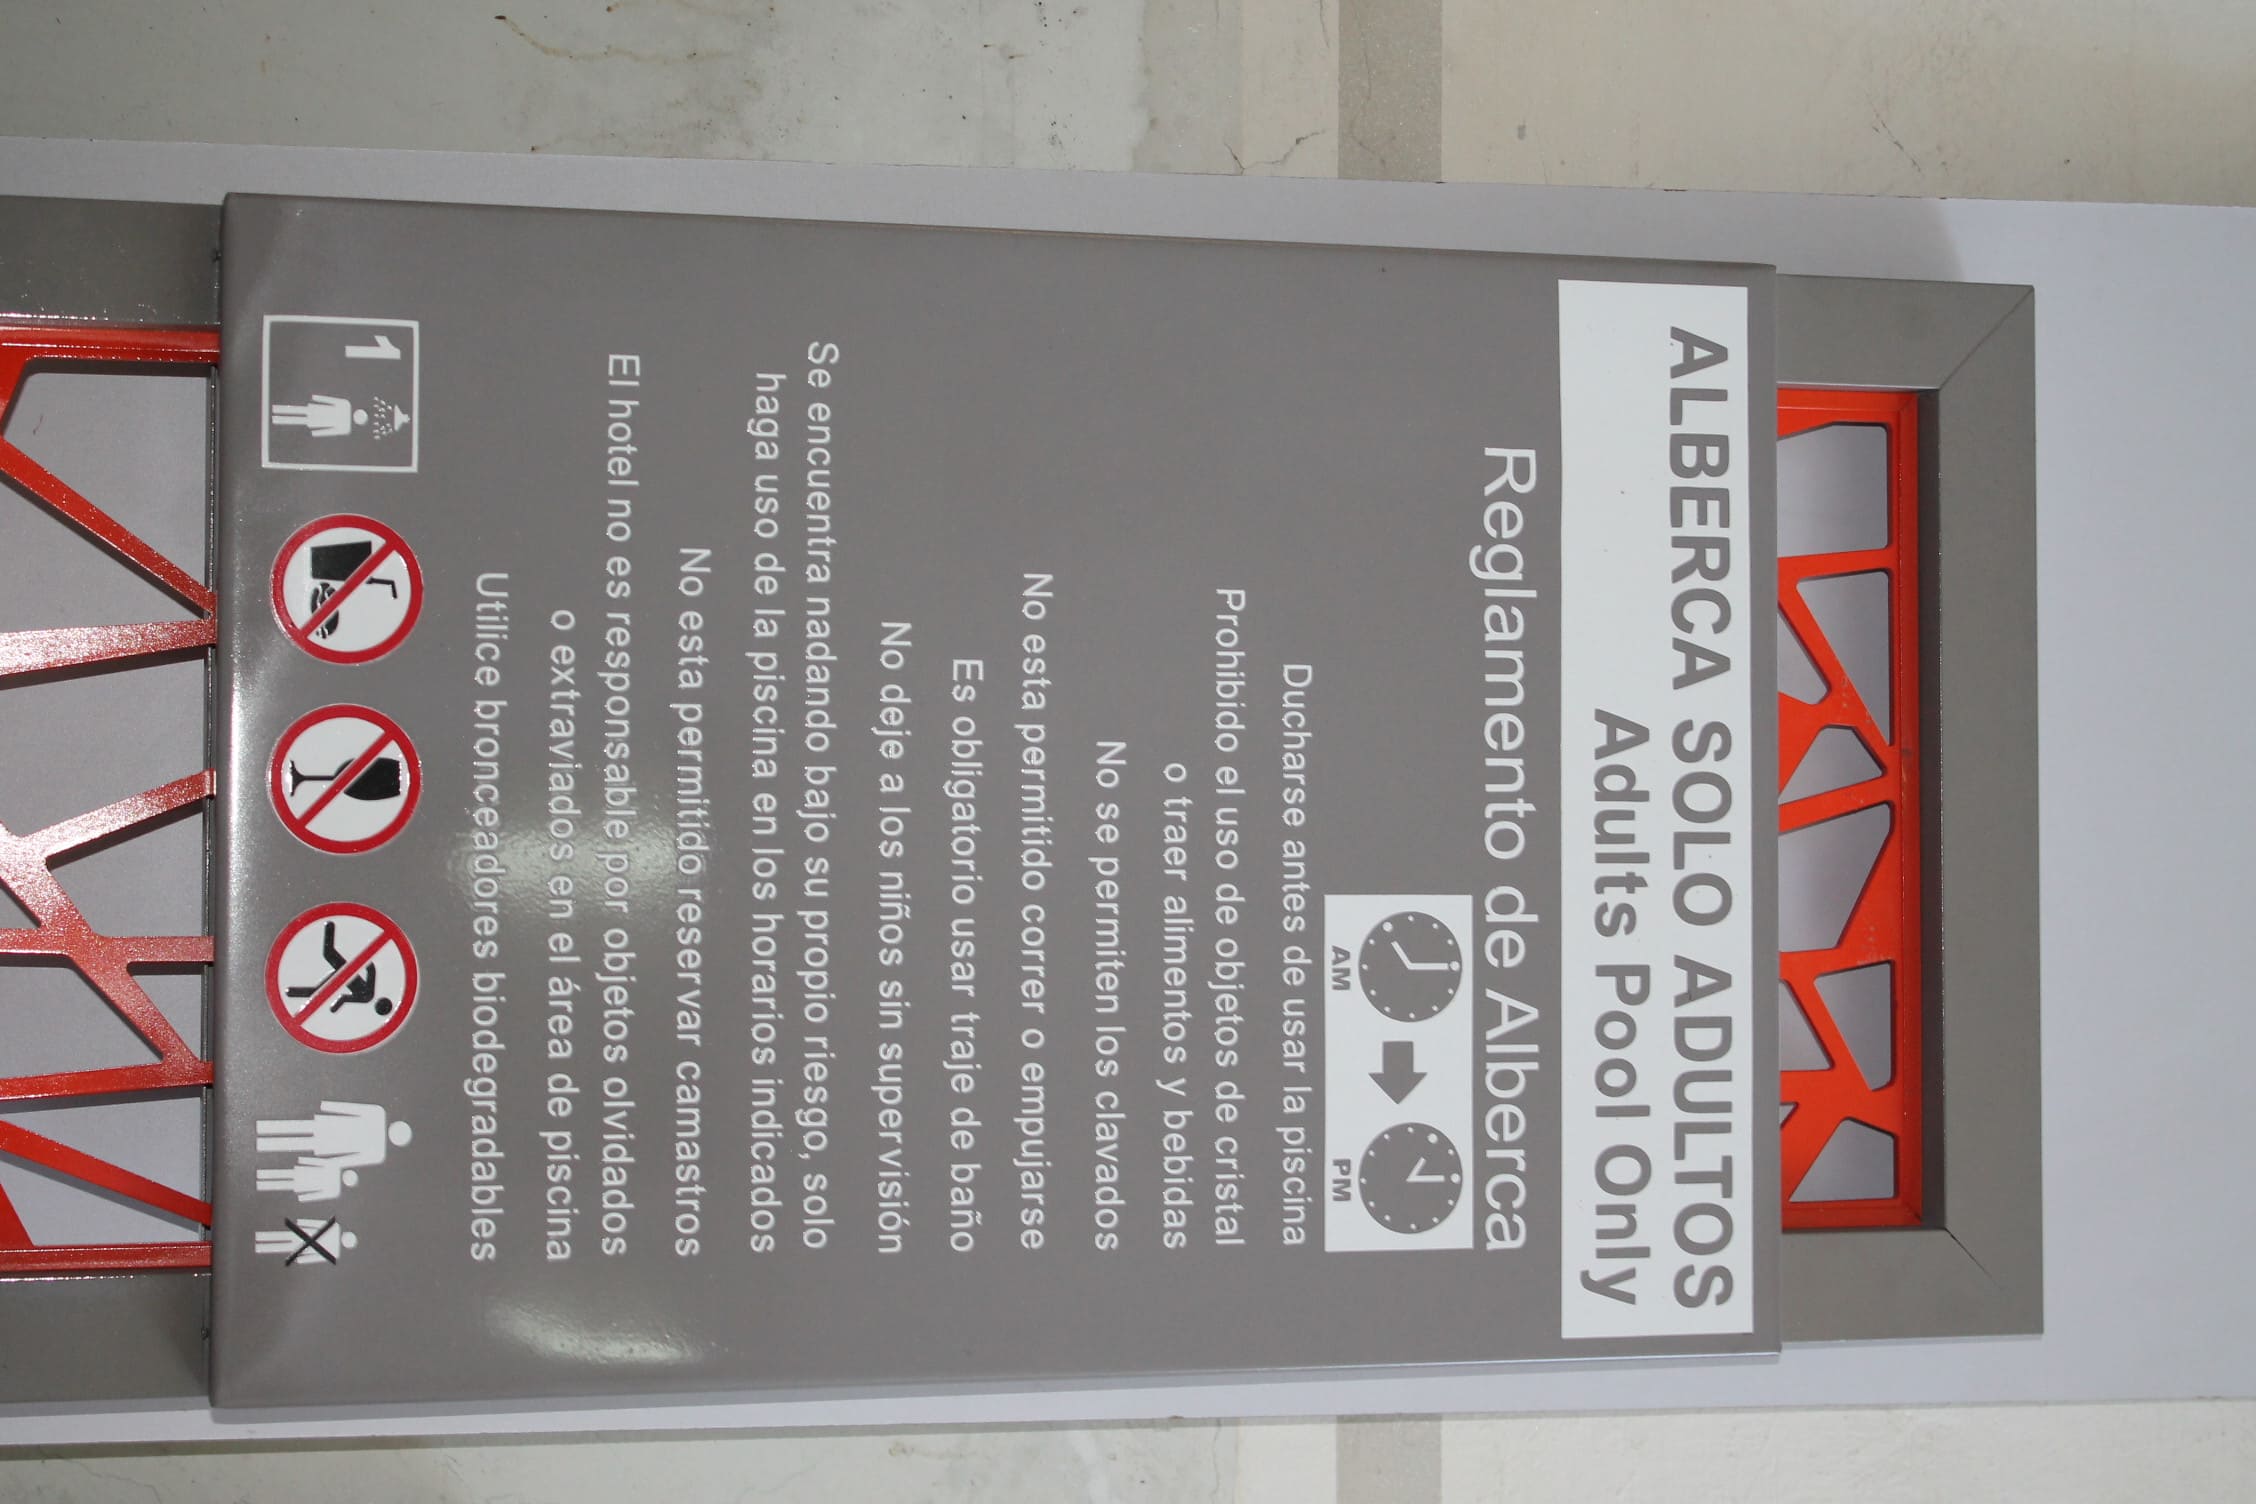 ALBERCA SOLO ADULTOS
Adults Pool Only
Reglamento de Alberca
AM
PM
Ducharse antes de usar la piscina
Prohibido el uso de objetos de cristal
o traer alimentos y bebidas
No se permiten los clavados
No esta permitido correr o empujarse
Es obligatorio usar traje de baño
No deje a los niños sin supervisión
Se encuentra nadando bajo su propio riesgo, solo
haga uso de la piscina en los horarios indicados
No esta permitido reservar camastros
El hotel no es responsable por objetos olvidados
o extraviados en el área de piscina
Utilice bronceadores biodegradables
1